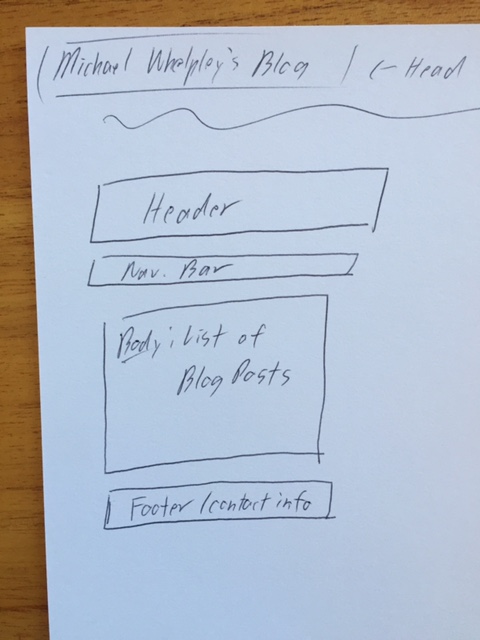 Michael Whelpley's Blog ← Head
Header
Nav. Bar
Body: List of
Blog Posts
Footer / contact info